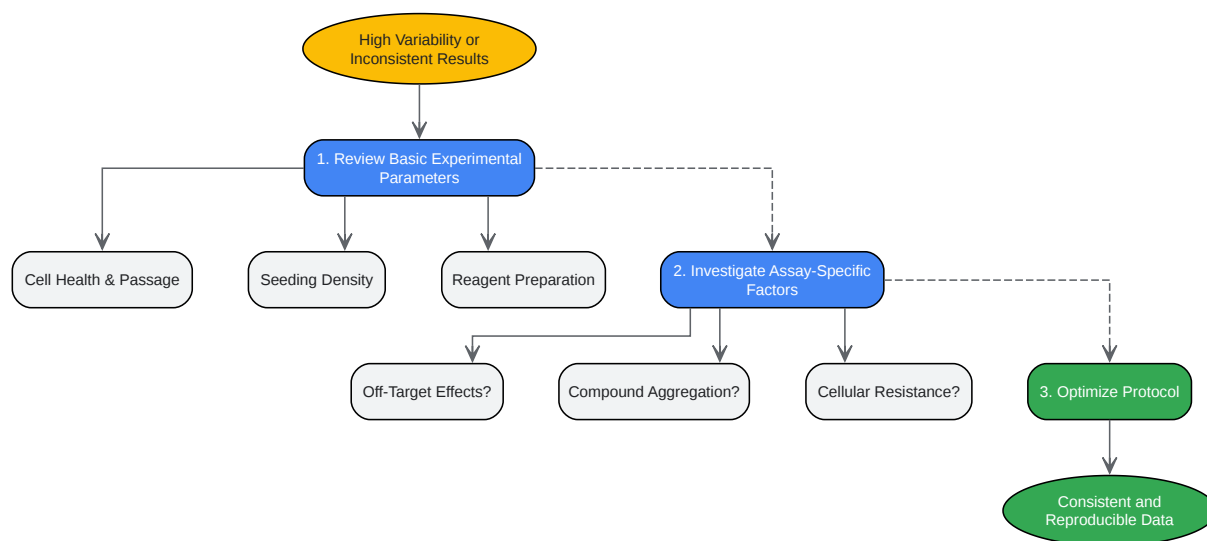 High Variability or
Inconsistent Results
1. Review Basic Experimental
Parameters
Cell Health & Passage
Seeding Density
Reagent Preparation
2. Investigate Assay-Specific
Factors
Off-Target Effects?
Compound Aggregation?
Cellular Resistance?
3. Optimize Protocol
Consistent and
Reproducible Data